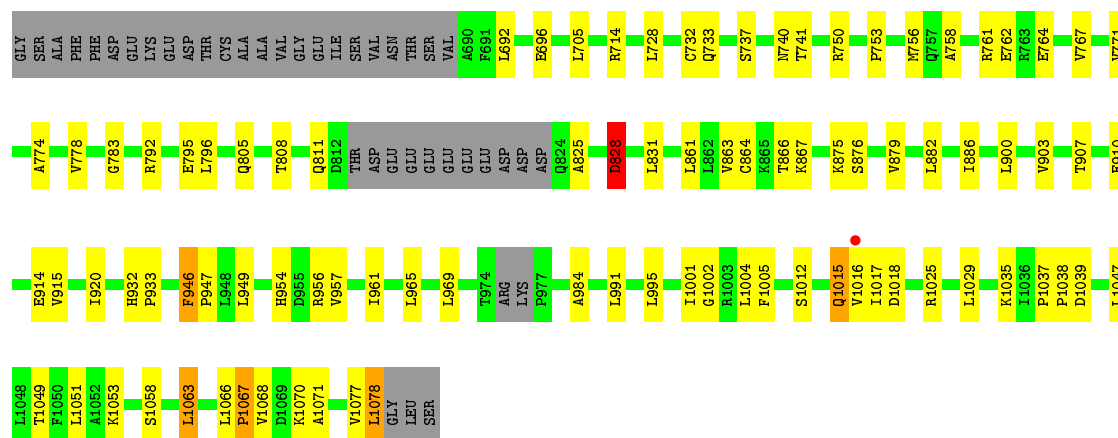 GLY SER ALA PHE PHE ASP GLU LYS GLU ASP THR CYS ALA ALA VAL GLY GLU ILE SER VAL ASN THR SER VAL A690 F691 L692 E696 L705 R714 L728 C732 Q733 S737 N740 T741 R750 P753 M756 Q757 A758 R761 E762 R763 E764 V767
A774 V778 G783 R792 E795 L796 Q805 T808 Q811 D812 THR ASP GLU GLU GLU GLU GLU GLU ASP ASP ASP Q824 A825 D828 L831 L861 L862 V863 C864 K865 T866 K867 K875 S876 V879 L882 I886 L900 V903 T907
E914 V915 I920 H932 P933 F946 P947 L948 L949 H954 D955 R956 V957 I961 L965 L969 T974 ARG LYS P977 A984 L991 L995 I1001 G1002 R1003 L1004 F1005 S1012 Q1015 V1016 I1017 D1018 R1025 L1029 K1035 I1036 P1037 P1038 D1039 L1047
L1048 T1049 F1050 L1051 A1052 K1053 S1058 L1063 L1066 P1067 V1068 D1069 K1070 A1071 V1077 L1078 GLY LEU SER